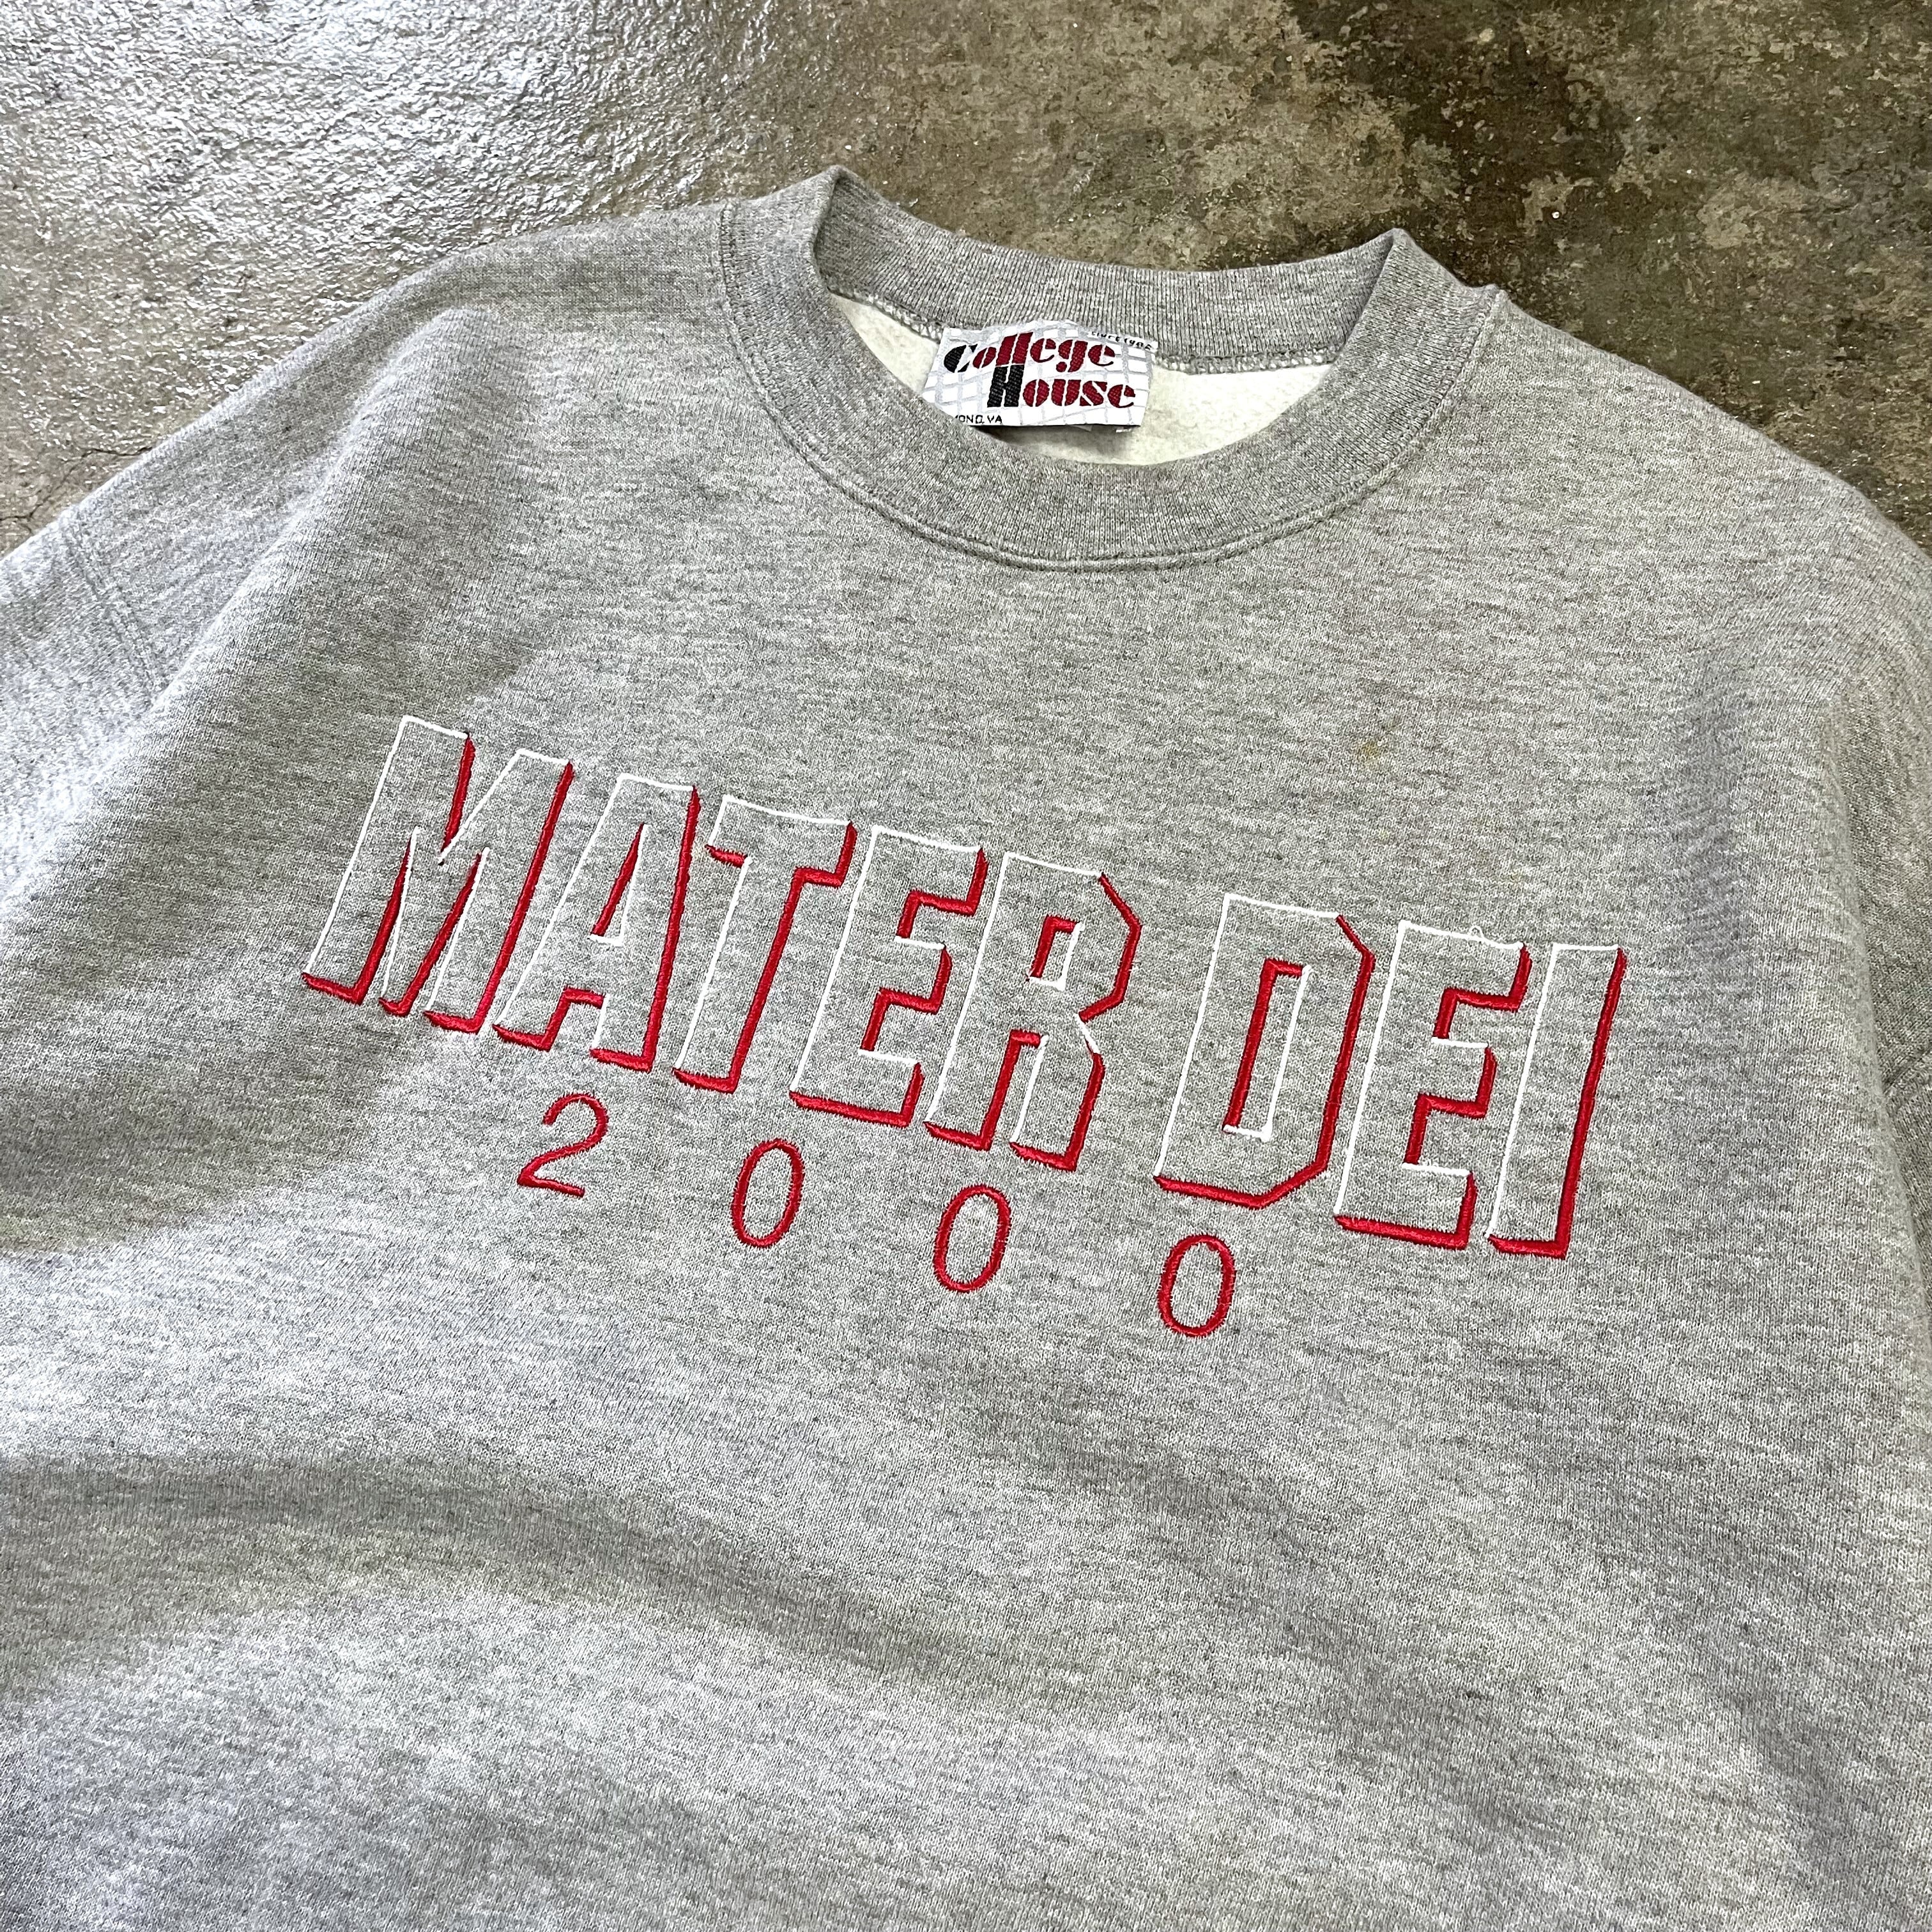 College
House
MATER DEI
2000